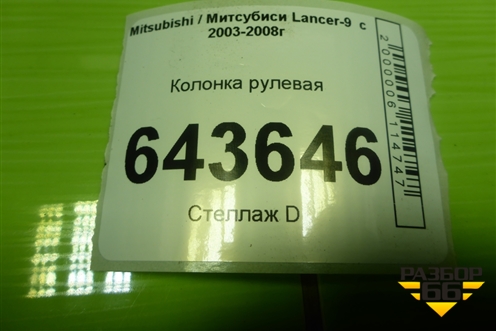 Mitsubishi / Митсубиси Lancer-9 с
2003-2008г
Колонка рулевая
643646
Стеллаж D
2000006114747
РАЗБОР
66